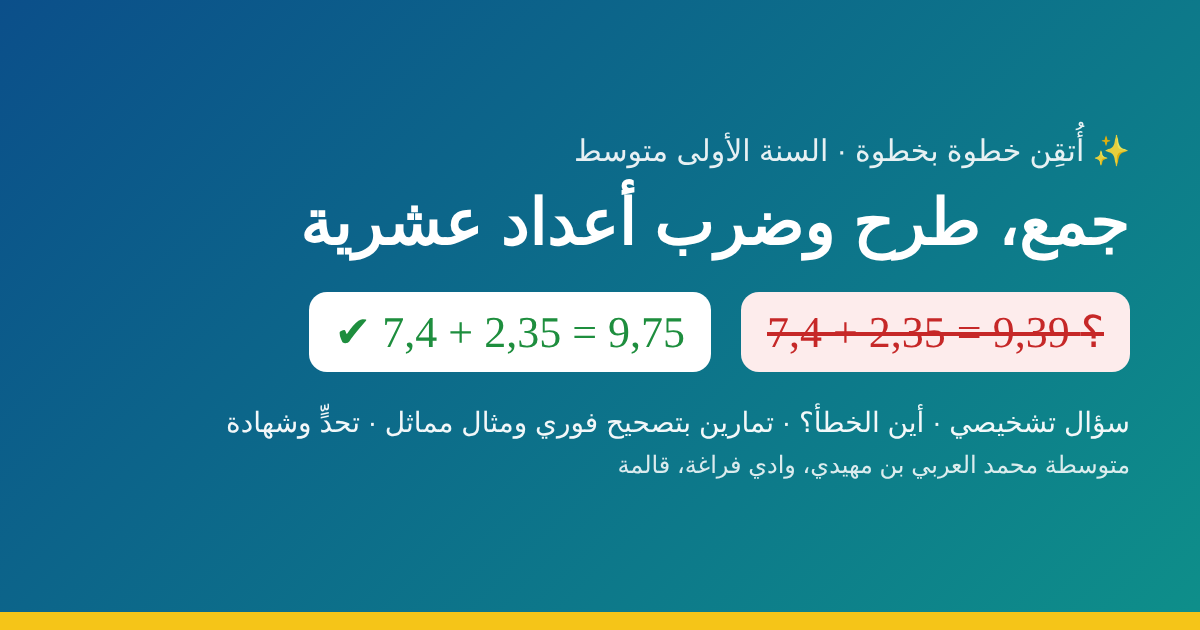 ✨ أُتقِن خطوة بخطوة · السنة الأولى متوسط
جمع، طرح وضرب أعداد عشرية
7,4 + 2,35 = 9,39 ؟
7,4 + 2,35 = 9,75 ✔
سؤال تشخيصي · أين الخطأ؟ · تمارين بتصحيح فوري ومثال مماثل · تحدٍّ وشهادة
متوسطة محمد العربي بن مهيدي، وادي فراغة، قالمة